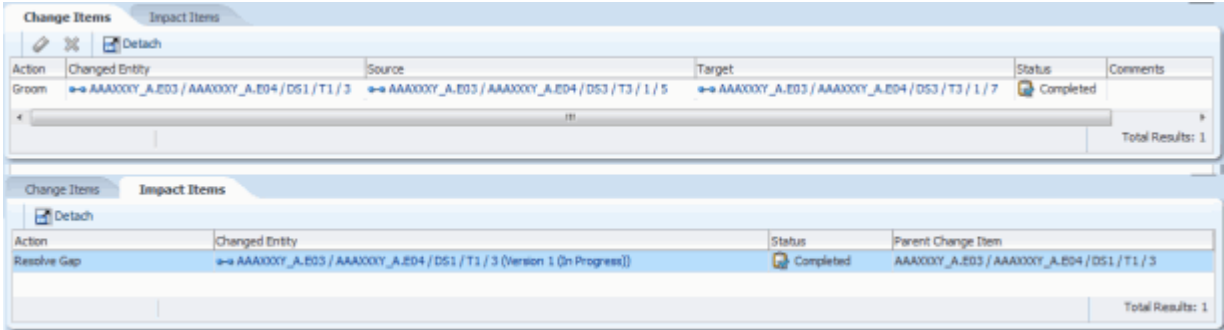 Change Items Impact Items
Detach
Action Changed Entity Source Target Status Comments
Groom AAAXXXY_A.E03 / AAAXXXY_A.E04 / DS1 / T1 / 3 AAAXXXY_A.E03 / AAAXXXY_A.E04 / DS3 / T3 / 1 / 5 AAAXXXY_A.E03 / AAAXXXY_A.E04 / DS3 / T3 / 1 / 7 Completed
Total Results: 1
Change Items Impact Items
Detach
Action Changed Entity Status Parent Change Item
Resolve Gap AAAXXXY_A.E03 / AAAXXXY_A.E04 / DS1 / T1 / 3 (Version 1 (In Progress)) Completed AAAXXXY_A.E03 / AAAXXXY_A.E04 / DS1 / T1 / 3
Total Results: 1